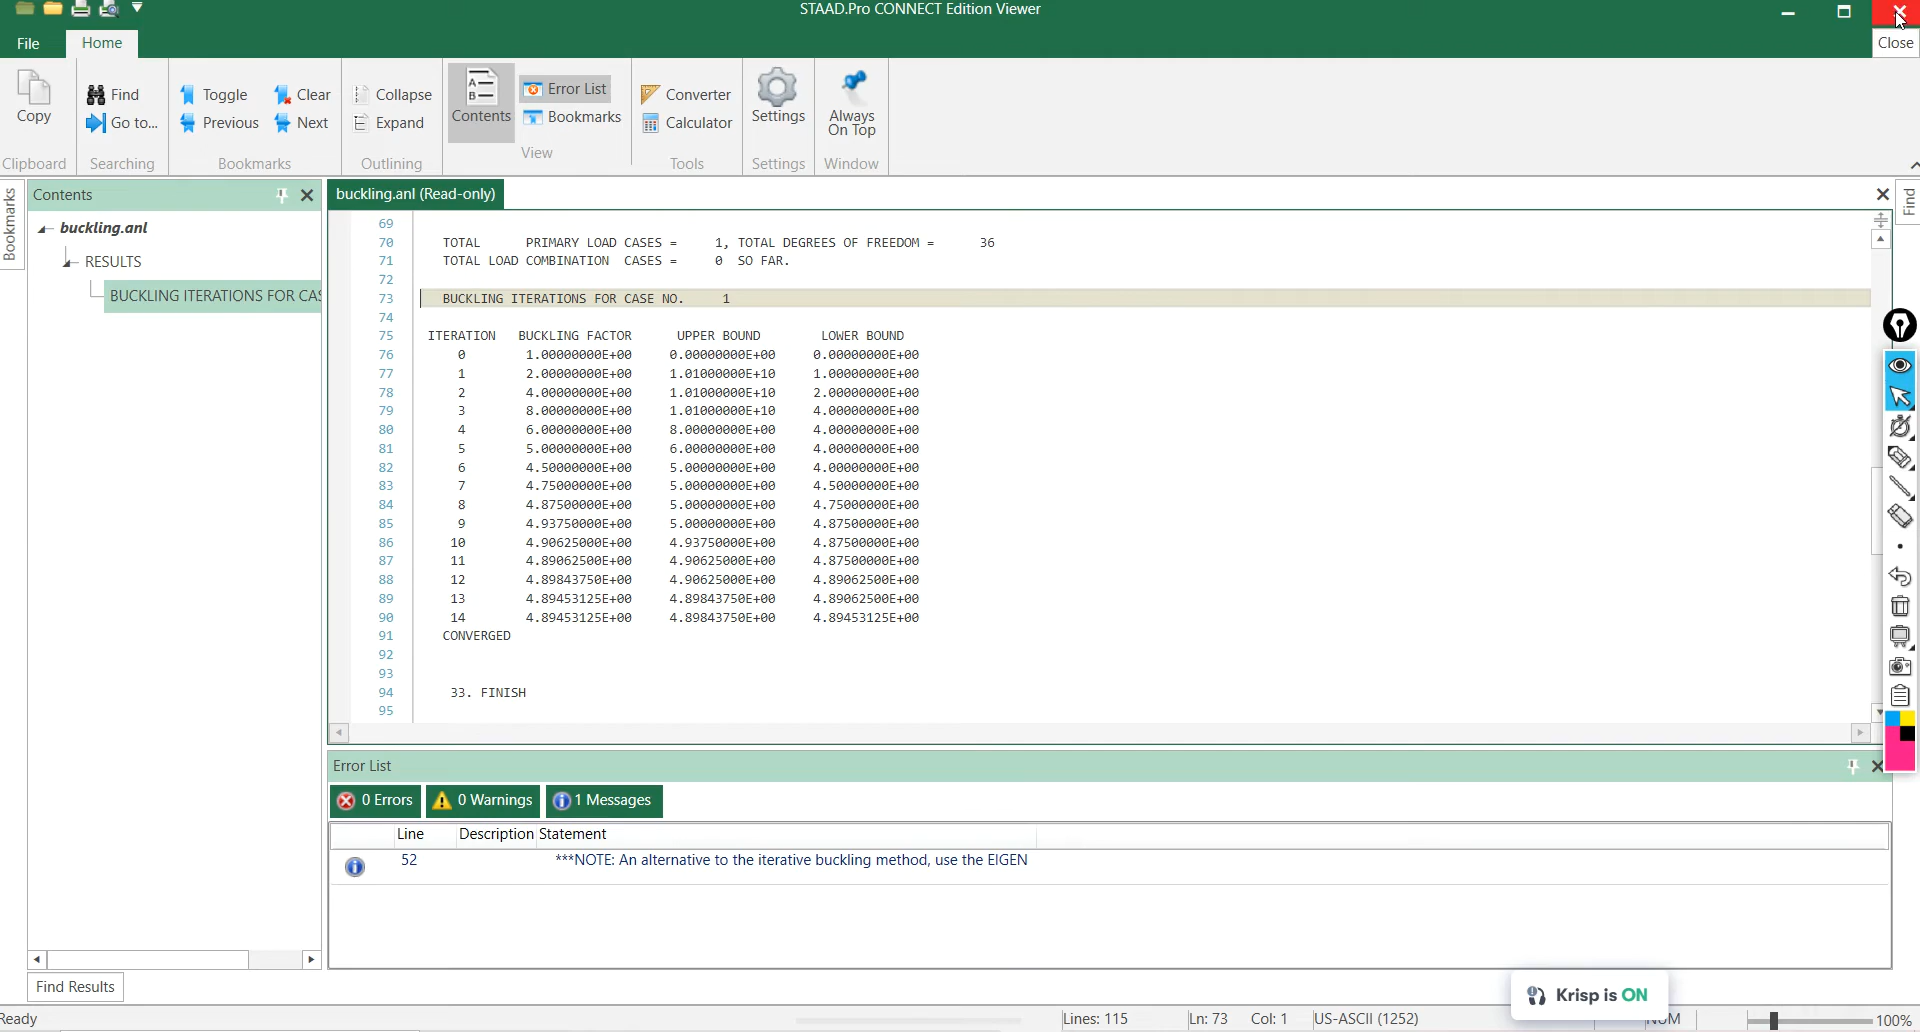 STAAD.Pro CONNECT Edition Viewer
File
Home
Close
Copy
Find
Go to...
Toggle
Previous
Clear
Next
Collapse
Expand
Contents
Error List
Bookmarks
Converter
Calculator
Settings
Always
On Top
Clipboard
Searching
Bookmarks
Outlining
View
Tools
Settings
Window
Bookmarks
Contents
buckling.anl
RESULTS
BUCKLING ITERATIONS FOR CAS
buckling.anl (Read-only)
Find
69
70 TOTAL PRIMARY LOAD CASES = 1, TOTAL DEGREES OF FREEDOM = 36
71 TOTAL LOAD COMBINATION CASES = 0 SO FAR.
72
73 BUCKLING ITERATIONS FOR CASE NO. 1
74
75 ITERATION BUCKLING FACTOR UPPER BOUND LOWER BOUND
76 0 1.00000000E+00 0.00000000E+00 0.00000000E+00
77 1 2.00000000E+00 1.01000000E+10 1.00000000E+00
78 2 4.00000000E+00 1.01000000E+10 2.00000000E+00
79 3 8.00000000E+00 1.01000000E+10 4.00000000E+00
80 4 6.00000000E+00 8.00000000E+00 4.00000000E+00
81 5 5.00000000E+00 6.00000000E+00 4.00000000E+00
82 6 4.50000000E+00 5.00000000E+00 4.00000000E+00
83 7 4.75000000E+00 5.00000000E+00 4.50000000E+00
84 8 4.87500000E+00 5.00000000E+00 4.75000000E+00
85 9 4.93750000E+00 5.00000000E+00 4.87500000E+00
86 10 4.90625000E+00 4.93750000E+00 4.87500000E+00
87 11 4.89062500E+00 4.90625000E+00 4.87500000E+00
88 12 4.89843750E+00 4.90625000E+00 4.89062500E+00
89 13 4.89453125E+00 4.89843750E+00 4.89062500E+00
90 14 4.89453125E+00 4.89843750E+00 4.89453125E+00
91 CONVERGED
92
93
94 33. FINISH
95
Error List
0 Errors
0 Warnings
1 Messages
Line Description Statement
52 ***NOTE: An alternative to the iterative buckling method, use the EIGEN
Find Results
Krisp is ON
Ready
Lines: 115
Ln: 73
Col: 1
US-ASCII (1252)
NUM
100%